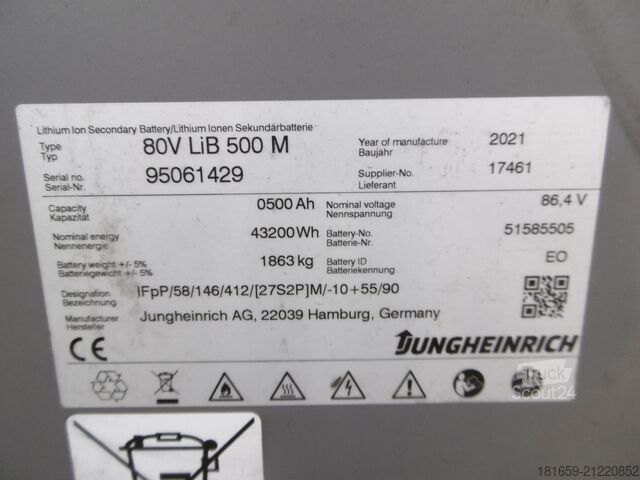 Lithium Ion Secondary Battery/Lithium Ionen Sekundärbatterie
Type
Typ
80V LiB 500 M
Year of manufacture
Baujahr
2021
Serial no.
Serial-Nr.
95061429
Supplier-No.
Lieferant
17461
Capacity
Kapazität
0500 Ah
Nominal voltage
Nennspannung
86,4 V
Nominal energy
Nennenergie
43200 Wh
Battery-No.
Batterie-Nr.
51585505
Battery weight +/- 5%
Batteriegewicht +/- 5%
1863 kg
Battery ID
Batteriekennung
EO
Designation
Bezeichnung
IFpP/58/146/412/[27S2P]M/-10+55/90
Manufacturer
Hersteller
Jungheinrich AG, 22039 Hamburg, Germany
CE
JUNGHEINRICH
Truck
Scout24
181659-21220852